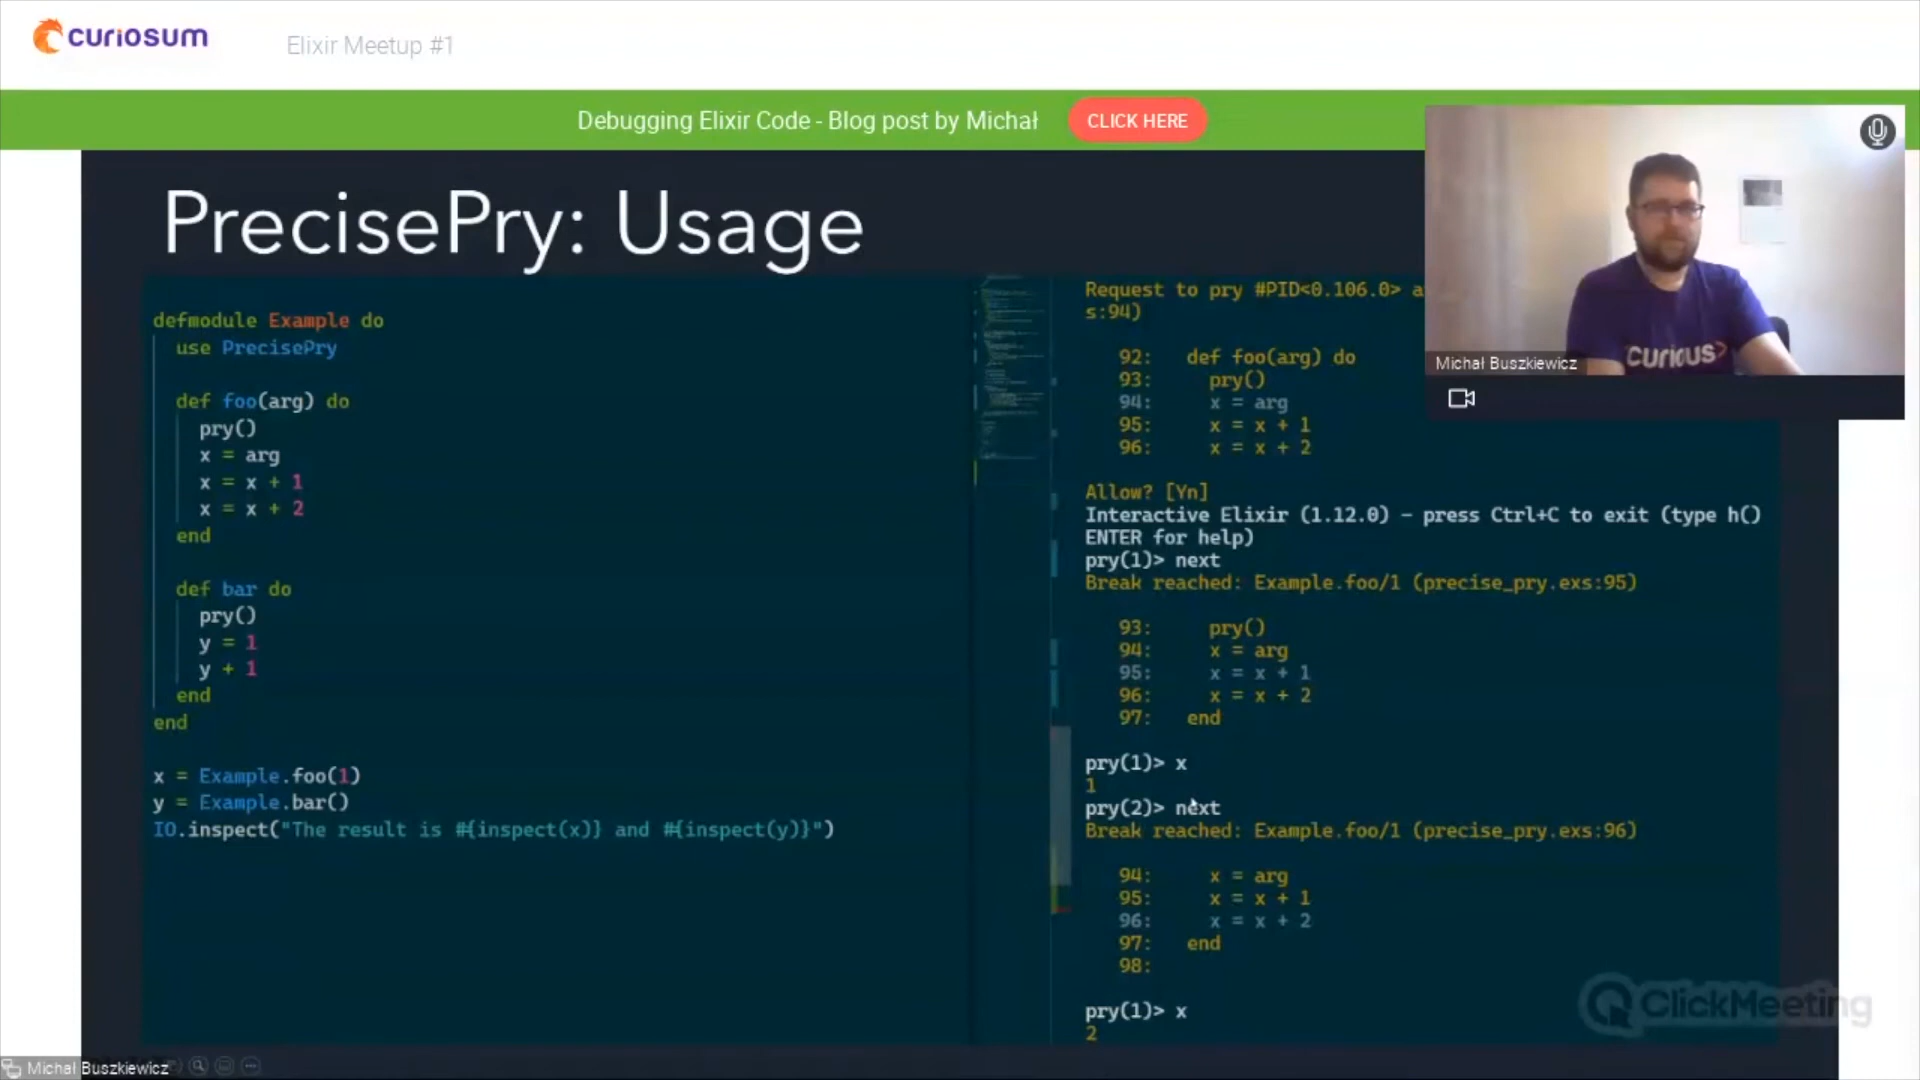 curiosum
Elixir Meetup #1
Debugging Elixir Code - Blog post by Michał
CLICK HERE
PrecisePry: Usage
defmodule Example do
use PrecisePry
def foo(arg) do
pry()
x = arg
x = x + 1
x = x + 2
end
def bar do
pry()
y = 1
y + 1
end
end
x = Example.foo(1)
y = Example.bar()
IO.inspect("The result is #{inspect(x)} and #{inspect(y)}")
Request to pry #PID<0.106.0> a
s:94)
92: def foo(arg) do
93: pry()
94: x = arg
95: x = x + 1
96: x = x + 2
Allow? [Yn]
Interactive Elixir (1.12.0) - press Ctrl+C to exit (type h()
ENTER for help)
pry(1)> next
Break reached: Example.foo/1 (precise_pry.exs:95)
93: pry()
94: x = arg
95: x = x + 1
96: x = x + 2
97: end
pry(1)> x
1
pry(2)> next
Break reached: Example.foo/1 (precise_pry.exs:96)
94: x = arg
95: x = x + 1
96: x = x + 2
97: end
98:
pry(1)> x
2
curious>
Michał Buszkiewicz
ClickMeeting
Michał Buszkiewicz